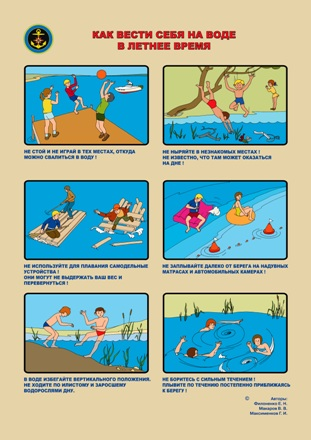 КАК ВЕСТИ СЕБЯ НА ВОДЕ
В ЛЕТНЕЕ ВРЕМЯ
НЕ СТОЙ И НЕ ИГРАЙ В ТЕХ МЕСТАХ, ОТКУДА
МОЖНО СВАЛИТЬСЯ В ВОДУ !
НЕ НЫРЯЙТЕ В НЕЗНАКОМЫХ МЕСТАХ !
НЕ ИЗВЕСТНО, ЧТО ТАМ МОЖЕТ ОКАЗАТЬСЯ
НА ДНЕ !
НЕ ИСПОЛЬЗУЙТЕ ДЛЯ ПЛАВАНИЯ САМОДЕЛЬНЫЕ
УСТРОЙСТВА !
ОНИ МОГУТ НЕ ВЫДЕРЖАТЬ ВАШ ВЕС И
ПЕРЕВЕРНУТЬСЯ !
НЕ ЗАПЛЫВАЙТЕ ДАЛЕКО ОТ БЕРЕГА НА НАДУВНЫХ
МАТРАСАХ И АВТОМОБИЛЬНЫХ КАМЕРАХ !
В ВОДЕ ИЗБЕГАЙТЕ ВЕРТИКАЛЬНОГО ПОЛОЖЕНИЯ.
НЕ ХОДИТЕ ПО ИЛИСТОМУ И ЗАРОСШЕМУ
ВОДОРОСЛЯМИ ДНУ.
НЕ БОРИТЕСЬ С СИЛЬНЫМ ТЕЧЕНИЕМ !
ПЛЫВИТЕ ПО ТЕЧЕНИЮ ПОСТЕПЕННО ПРИБЛИЖАЯСЬ
К БЕРЕГУ !
© Авторы:
Макаров В. В.